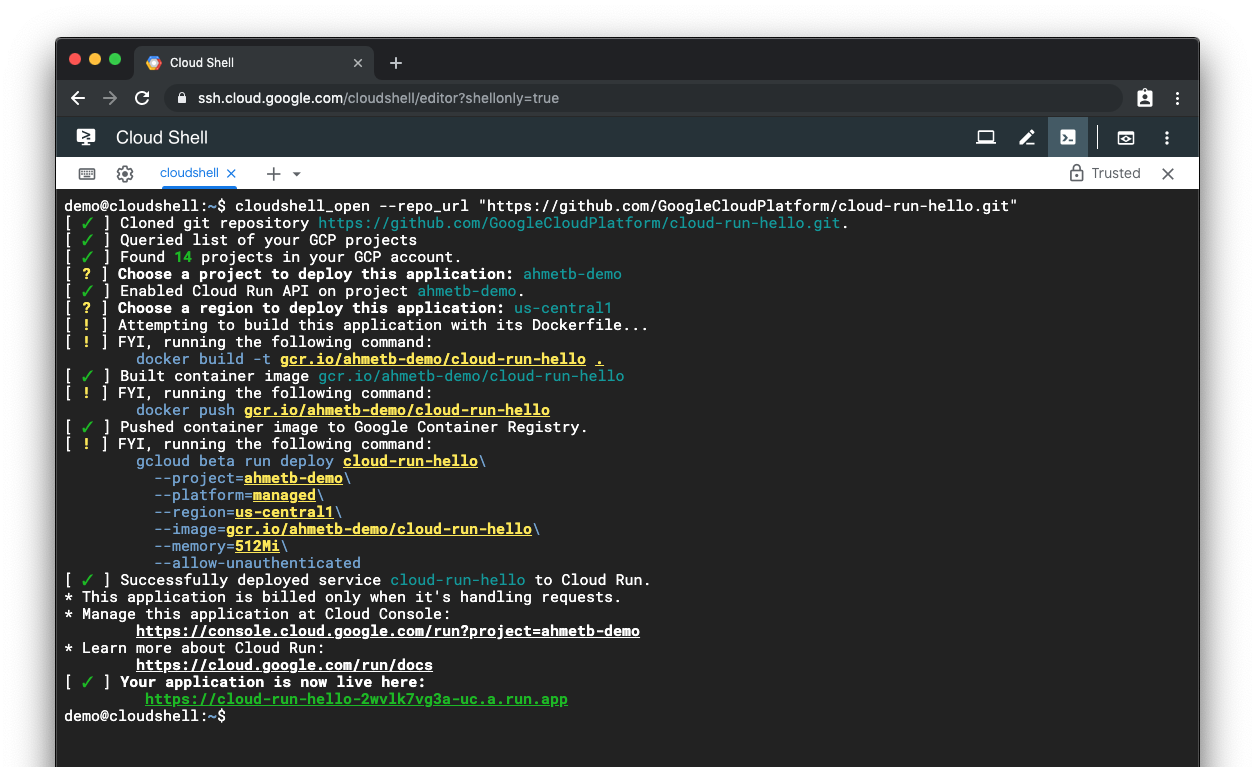 Cloud Shell
ssh.cloud.google.com/cloudshell/editor?shellonly=true
Cloud Shell
cloudshell
Trusted
demo@cloudshell:~$ cloudshell_open --repo_url "https://github.com/GoogleCloudPlatform/cloud-run-hello.git"
[ ✓ ] Cloned git repository https://github.com/GoogleCloudPlatform/cloud-run-hello.git.
[ ✓ ] Queried list of your GCP projects
[ ✓ ] Found 14 projects in your GCP account.
[ ? ] Choose a project to deploy this application: ahmetb-demo
[ ✓ ] Enabled Cloud Run API on project ahmetb-demo.
[ ? ] Choose a region to deploy this application: us-central1
[ ! ] Attempting to build this application with its Dockerfile...
[ ! ] FYI, running the following command:
docker build -t gcr.io/ahmetb-demo/cloud-run-hello .
[ ✓ ] Built container image gcr.io/ahmetb-demo/cloud-run-hello
[ ! ] FYI, running the following command:
docker push gcr.io/ahmetb-demo/cloud-run-hello
[ ✓ ] Pushed container image to Google Container Registry.
[ ! ] FYI, running the following command:
gcloud beta run deploy cloud-run-hello\
--project=ahmetb-demo\
--platform=managed\
--region=us-central1\
--image=gcr.io/ahmetb-demo/cloud-run-hello\
--memory=512Mi\
--allow-unauthenticated
[ ✓ ] Successfully deployed service cloud-run-hello to Cloud Run.
* This application is billed only when it's handling requests.
* Manage this application at Cloud Console:
https://console.cloud.google.com/run?project=ahmetb-demo
* Learn more about Cloud Run:
https://cloud.google.com/run/docs
[ ✓ ] Your application is now live here:
https://cloud-run-hello-2wvlk7vg3a-uc.a.run.app
demo@cloudshell:~$